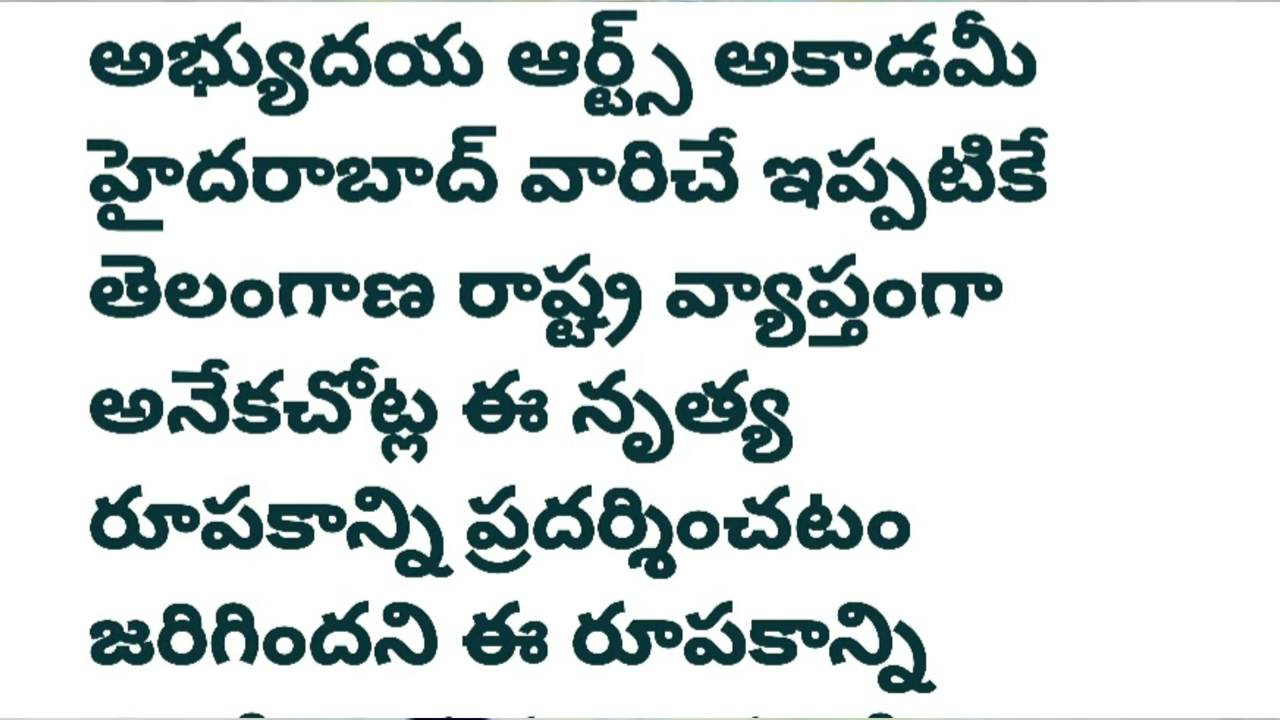 అభ్యుదయ ఆర్ట్స్ అకాడమీ
హైదరాబాద్ వారిచే ఇప్పటికే
తెలంగాణ రాష్ట్ర వ్యాప్తంగా
అనేకచోట్ల ఈ నృత్య
రూపకాన్ని ప్రదర్శించటం
జరిగిందని ఈ రూపకాన్ని